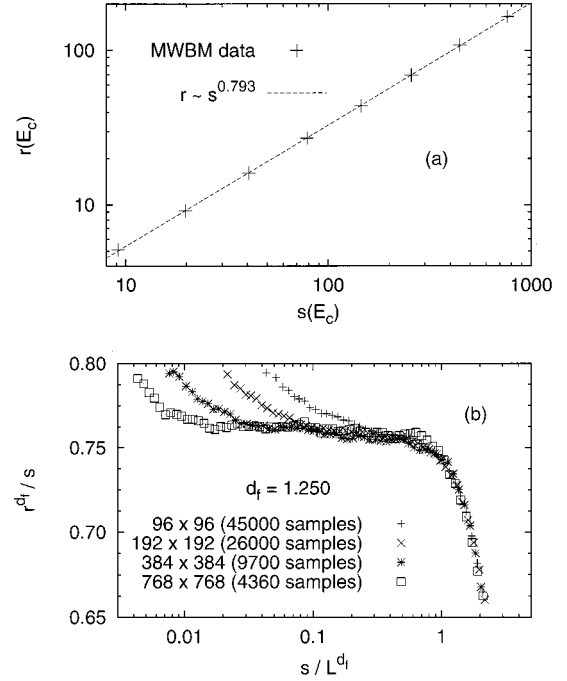 100
10
r(E_c)
MWBM data
r ~ s^0.793
(a)
10 100 1000
s(E_c)
0.80
0.75
0.70
0.65
r^d_f / s
(b)
d_f = 1.250
96 x 96 (45000 samples)
192 x 192 (26000 samples)
384 x 384 (9700 samples)
768 x 768 (4360 samples)
0.01 0.1 1
s / L^d_f